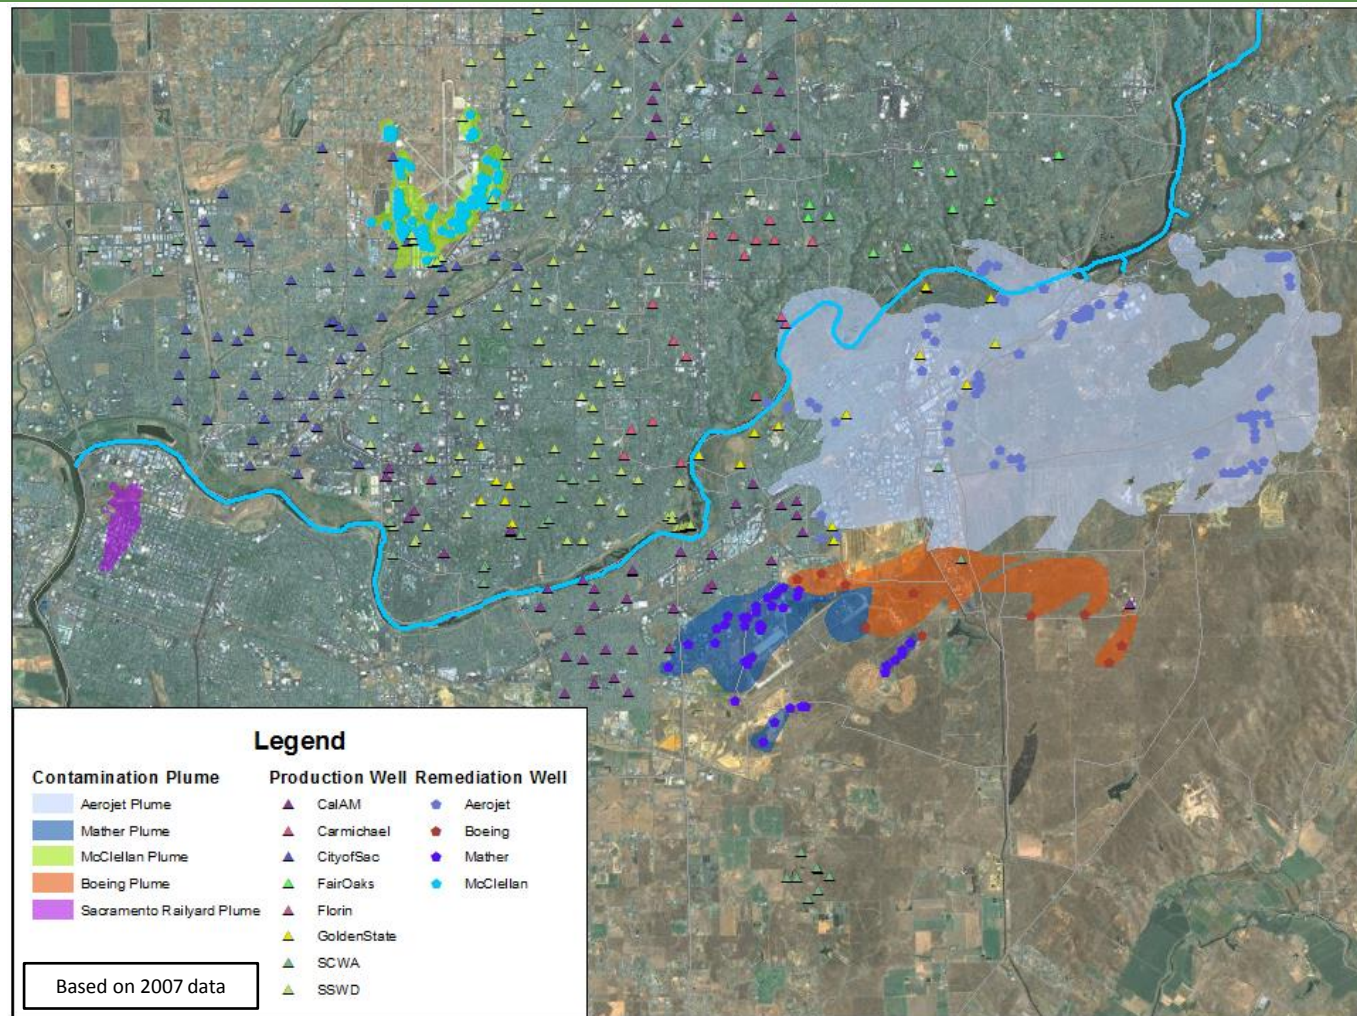 Legend
Contamination Plume
Aerojet Plume
Mather Plume
McClellan Plume
Boeing Plume
Sacramento Railyard Plume
Production Well
CalAM
Carmichael
CityofSac
FairOaks
Florin
GoldenState
SCWA
SSWD
Remediation Well
Aerojet
Boeing
Mather
McClellan
Based on 2007 data